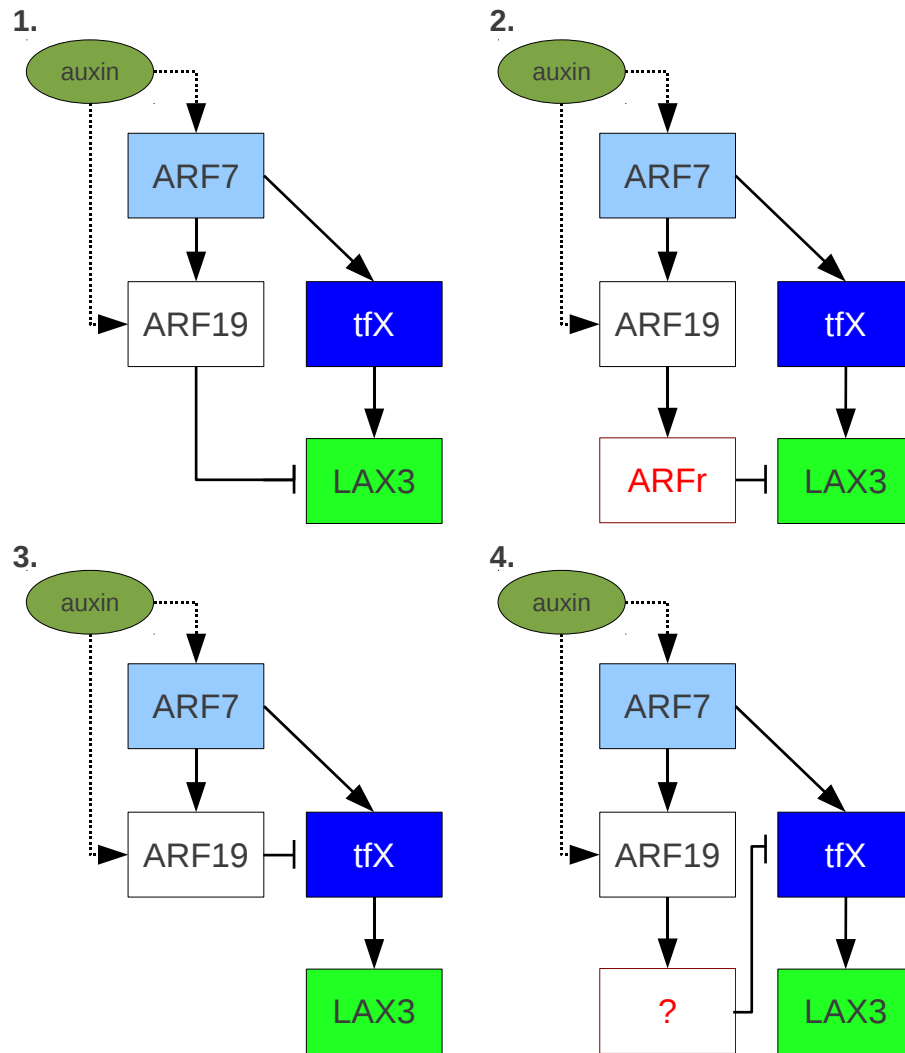 1.
auxin
ARF7
ARF19
tfX
LAX3
2.
auxin
ARF7
ARF19
tfX
ARFr
LAX3
3.
auxin
ARF7
ARF19
tfX
LAX3
4.
auxin
ARF7
ARF19
tfX
?
LAX3